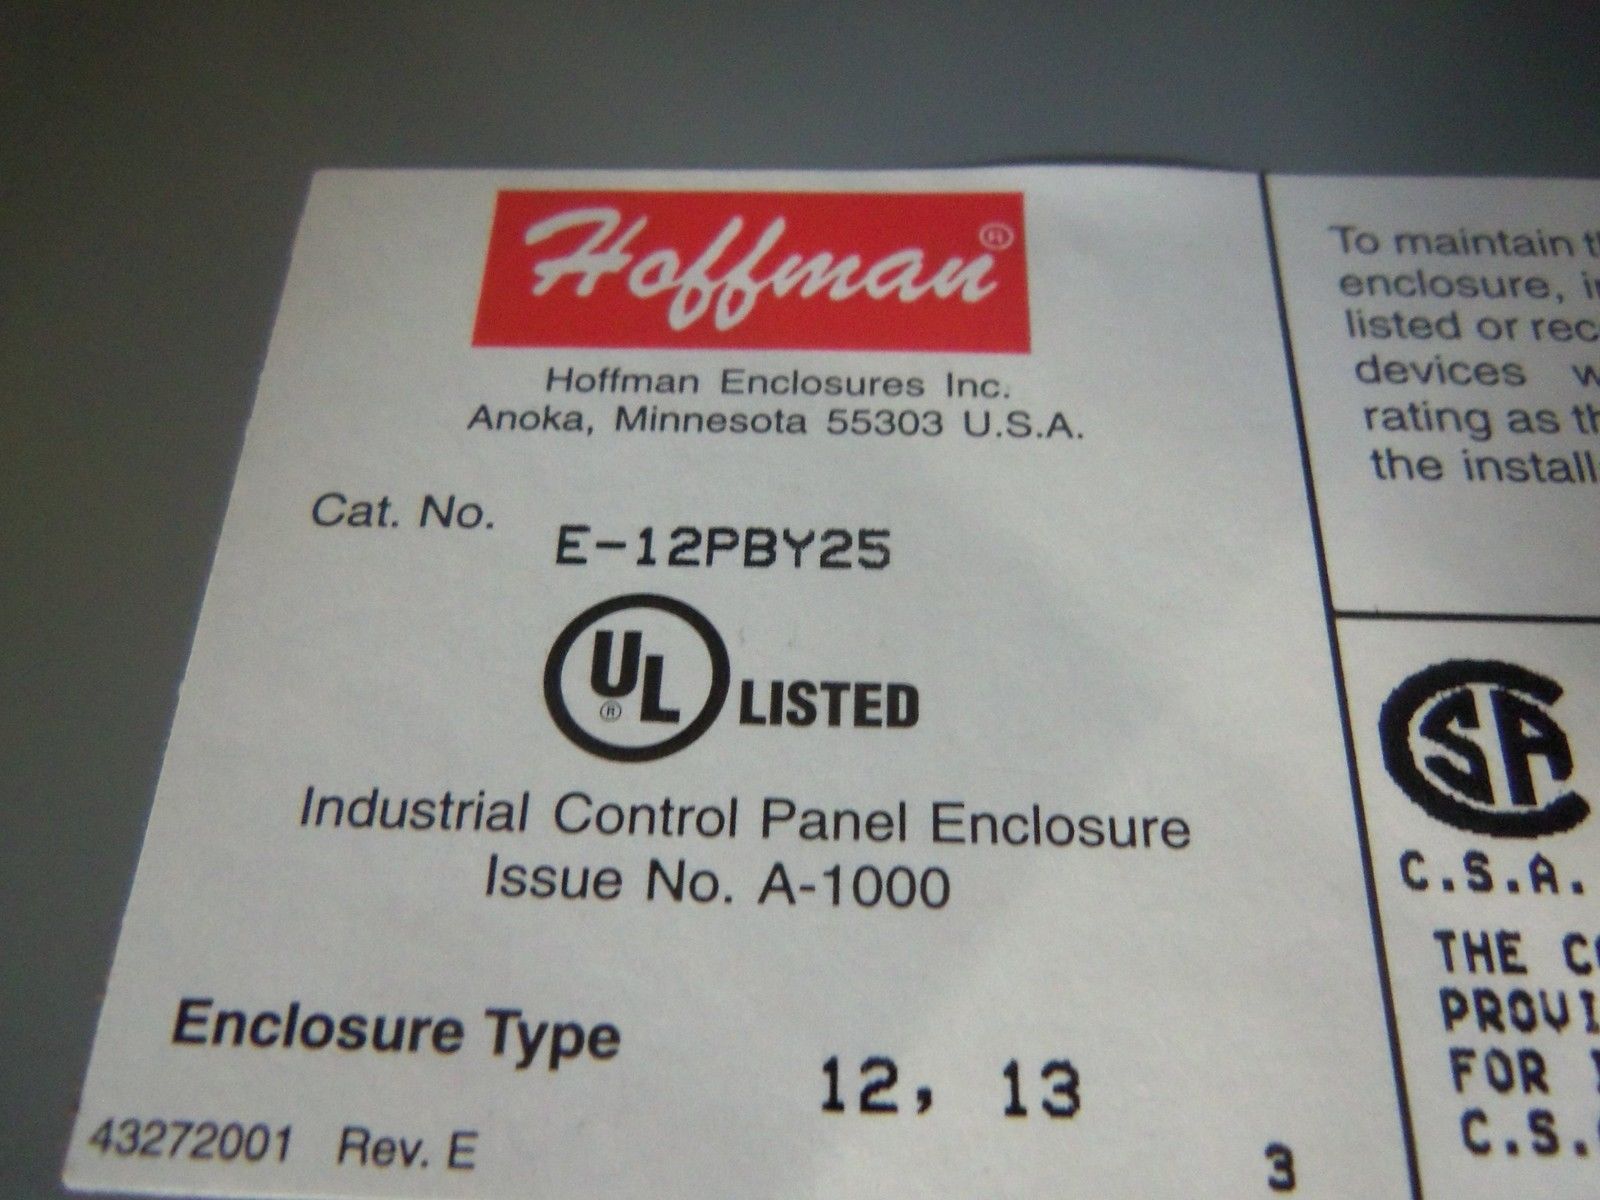 Hoffman®
Hoffman Enclosures Inc.
Anoka, Minnesota 55303 U.S.A.
Cat. No.
E-12PBY25
UL® LISTED
Industrial Control Panel Enclosure
Issue No. A-1000
Enclosure Type
12, 13
43272001 Rev. E
3
To maintain
enclosure,
listed or
devices
rating as
the
CSA
C.S.A.
THE
FOR